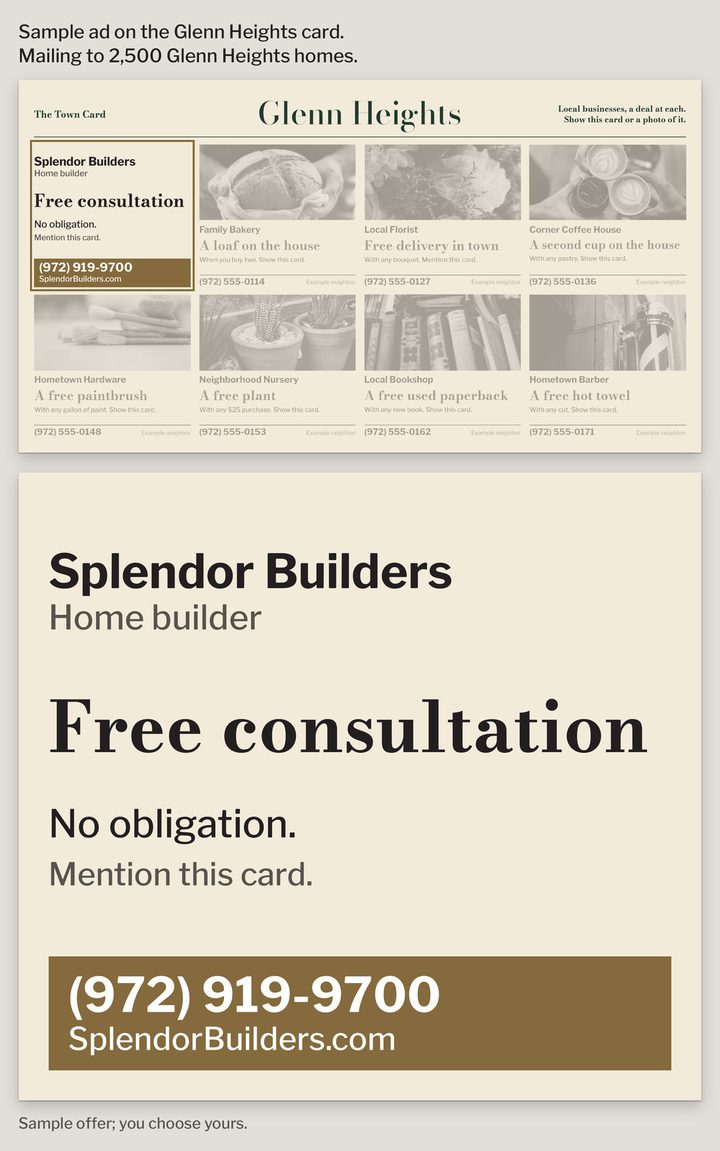 Sample ad on the Glenn Heights card.
Mailing to 2,500 Glenn Heights homes.
The Town Card
Glenn Heights
Local businesses, a deal at each.
Show this card or a photo of it.
Splendor Builders
Home builder
Free consultation
No obligation.
Mention this card.
(972) 919-9700
SplendorBuilders.com
Family Bakery
A loaf on the house
When you buy two. Show this card.
(972) 555-0114
Example neighbor
Local Florist
Free delivery in town
With any bouquet. Mention this card.
(972) 555-0127
Example neighbor
Corner Coffee House
A second cup on the house
With any pastry. Show this card.
(972) 555-0136
Example neighbor
Hometown Hardware
A free paintbrush
With any gallon of paint. Show this card.
(972) 555-0148
Example neighbor
Neighborhood Nursery
A free plant
With any $25 purchase. Show this card.
(972) 555-0153
Example neighbor
Local Bookshop
A free used paperback
With any new book. Show this card.
(972) 555-0162
Example neighbor
Hometown Barber
A free hot towel
With any cut. Show this card.
(972) 555-0171
Example neighbor
Splendor Builders
Home builder
Free consultation
No obligation.
Mention this card.
(972) 919-9700
SplendorBuilders.com
Sample offer; you choose yours.